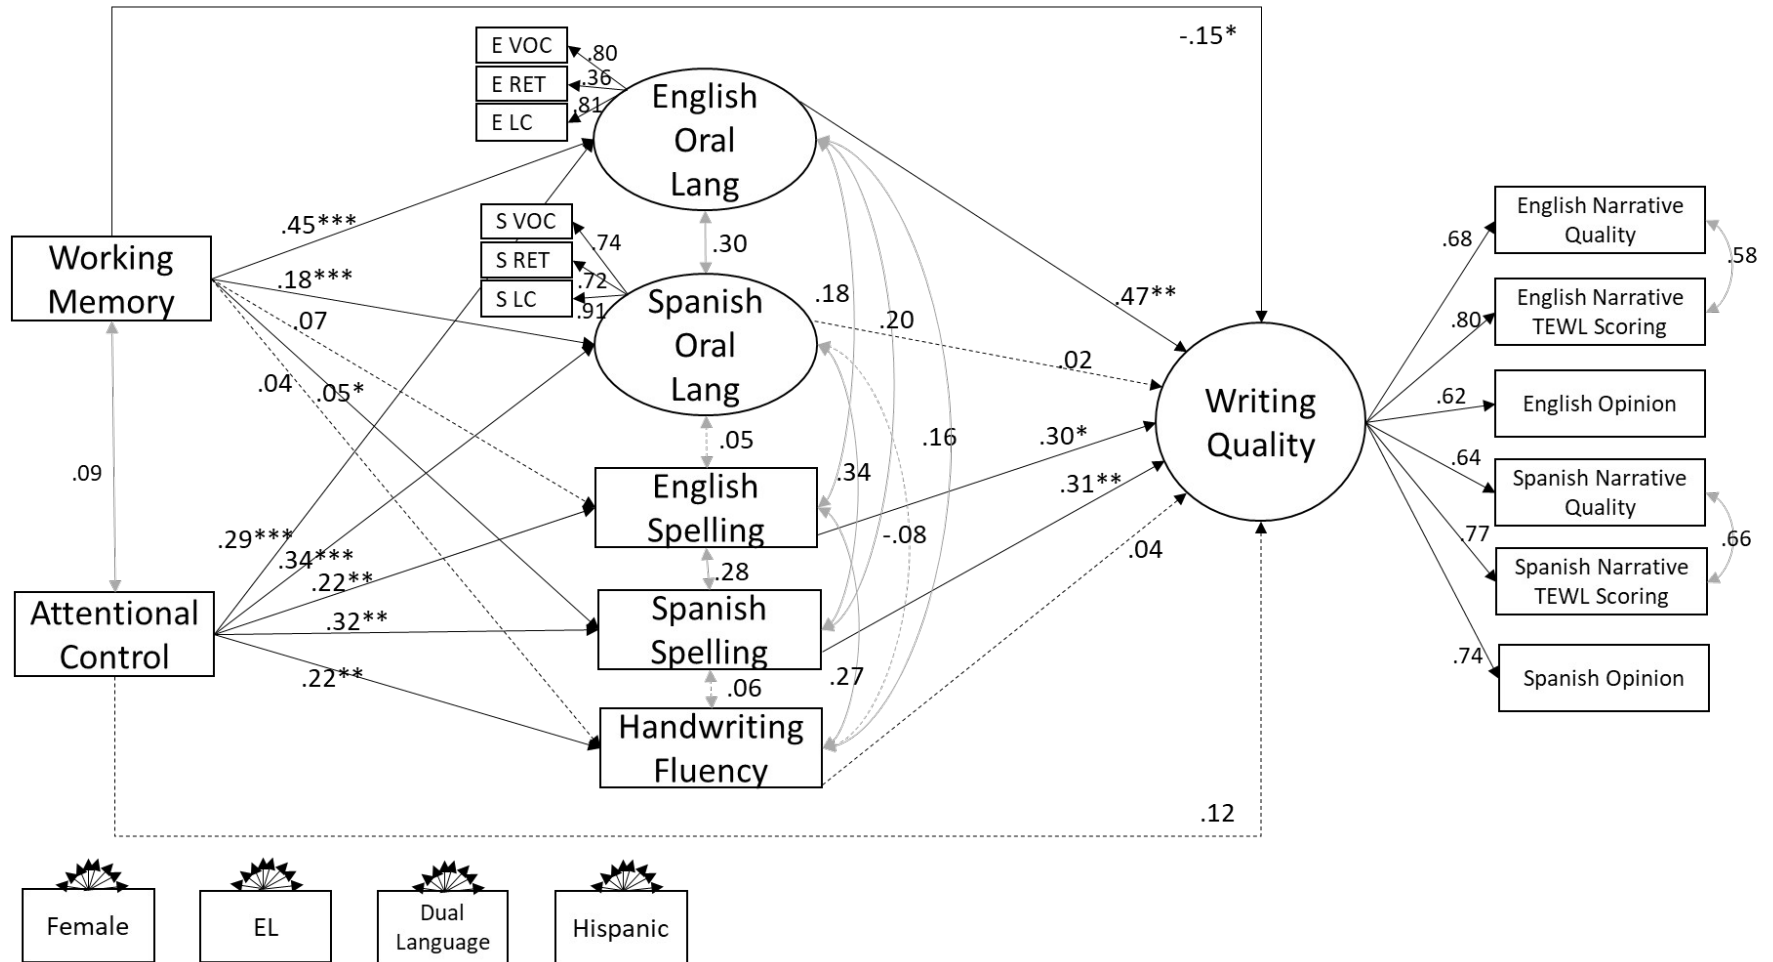 -.15*
E VOC
.80
E RET
.36
E LC
.81
English
Oral
Lang
English Narrative
Quality
.68
.58
S VOC
.74
.45***
Working
Memory
.18***
S RET
.72
S LC
.91
.30
Spanish
Oral
Lang
.18
.20
.47**
English Narrative
TEWL Scoring
.80
.07
.04
.05*
.02
Writing
Quality
.62
English Opinion
.09
.05
.34
.16
.30*
.31**
.64
Spanish Narrative
Quality
English
Spelling
-.08
.04
.77
.66
.29***
.34***
.22**
.28
Spanish Narrative
TEWL Scoring
Attentional
Control
.32**
Spanish
Spelling
.22**
.06
.27
.74
Spanish Opinion
Handwriting
Fluency
.12
Female
EL
Dual
Language
Hispanic